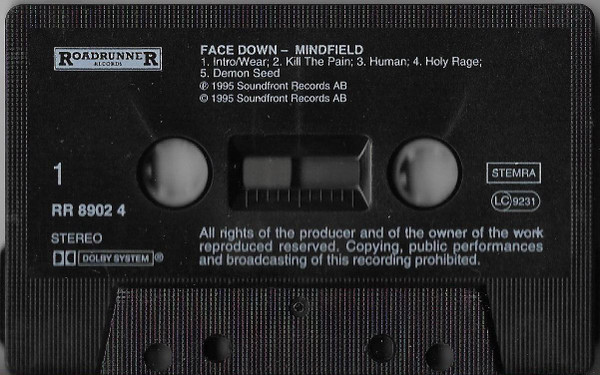 ROADRUNNER
RECORDS
FACE DOWN – MINDFIELD
1. Intro/Wear; 2. Kill The Pain; 3. Human; 4. Holy Rage;
5. Demon Seed
℗ 1995 Soundfront Records AB
© 1995 Soundfront Records AB
1
STEMRA
RR 8902 4
LC 9231
STEREO
DOLBY SYSTEM ®
All rights of the producer and of the owner of the work
reproduced reserved. Copying, public performances
and broadcasting of this recording prohibited.